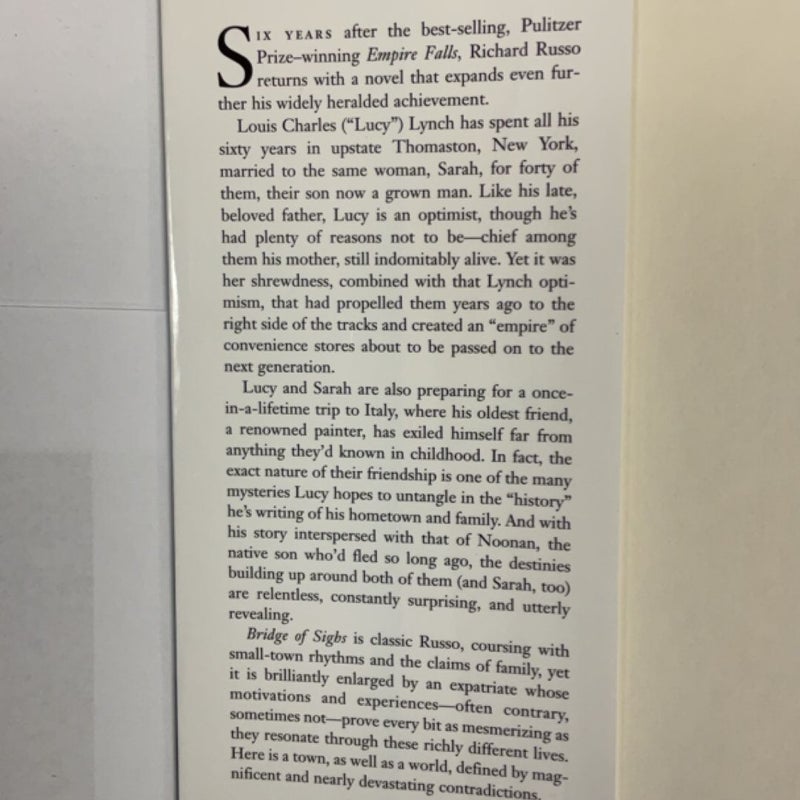 SIX YEARS after the best-selling, Pulitzer
Prize–winning Empire Falls, Richard Russo
returns with a novel that expands even fur-
ther his widely heralded achievement.
Louis Charles (“Lucy”) Lynch has spent all his
sixty years in upstate Thomaston, New York,
married to the same woman, Sarah, for forty of
them, their son now a grown man. Like his late,
beloved father, Lucy is an optimist, though he’s
had plenty of reasons not to be—chief among
them his mother, still indomitably alive. Yet it was
her shrewdness, combined with that Lynch opti-
mism, that had propelled them years ago to the
right side of the tracks and created an “empire” of
convenience stores about to be passed on to the
next generation.
Lucy and Sarah are also preparing for a once-
in-a-lifetime trip to Italy, where his oldest friend,
a renowned painter, has exiled himself far from
anything they’d known in childhood. In fact, the
exact nature of their friendship is one of the many
mysteries Lucy hopes to untangle in the “history”
he’s writing of his hometown and family. And with
his story interspersed with that of Noonan, the
native son who’d fled so long ago, the destinies
building up around both of them (and Sarah, too)
are relentless, constantly surprising, and utterly
revealing.
Bridge of Sighs is classic Russo, coursing with
small-town rhythms and the claims of family, yet
it is brilliantly enlarged by an expatriate whose
motivations and experiences—often contrary,
sometimes not—prove every bit as mesmerizing as
they resonate through these richly different lives.
Here is a town, as well as a world, defined by mag-
nificent and nearly devastating contradictions.